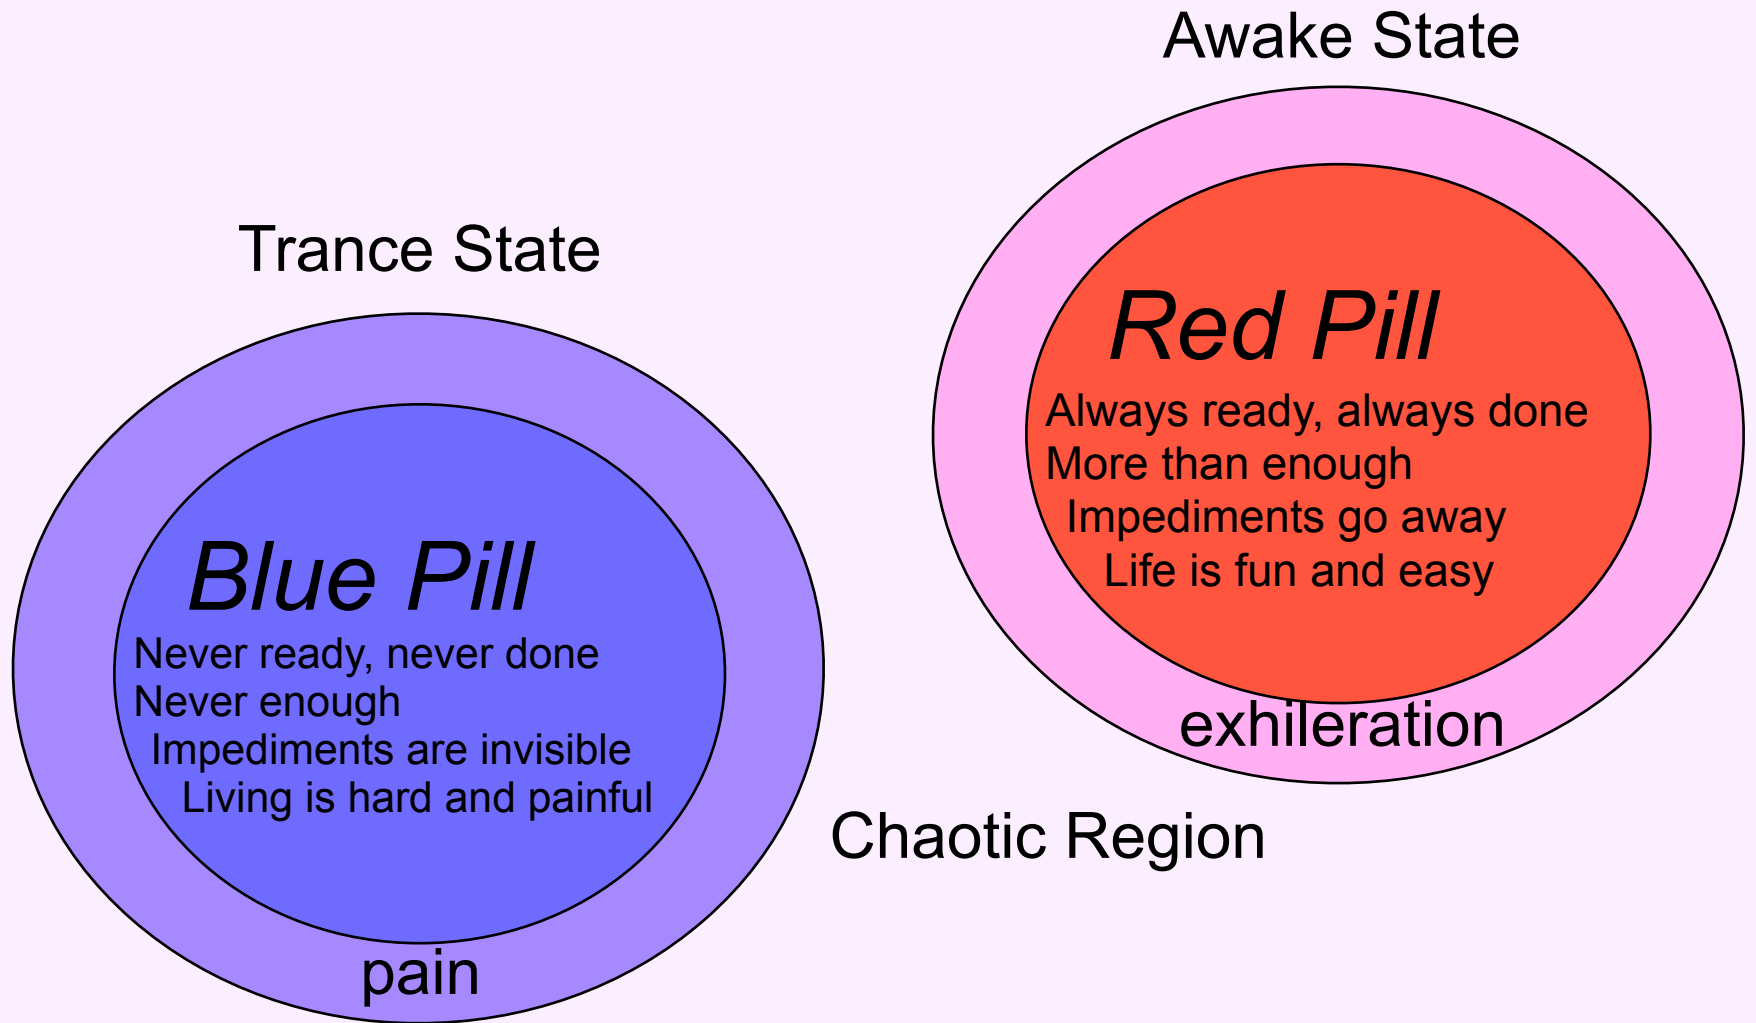 Awake State
Red Pill
Always ready, always done
More than enough
Impediments go away
Life is fun and easy
exhileration
Trance State
Blue Pill
Never ready, never done
Never enough
Impediments are invisible
Living is hard and painful
pain
Chaotic Region